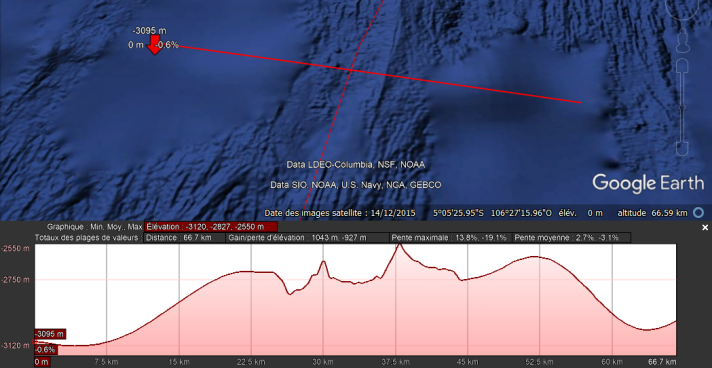 -3095 m
0 m -0.6%
Data LDEO-Columbia, NSF, NOAA
Data SIO, NOAA, U.S. Navy, NGA, GEBCO
Google Earth
Date des images satellite : 14/12/2015 5°05'25.95"S 106°27'15.96"O élév. 0 m altitude 66.59 km
Graphique : Min, Moy., Max Élévation : -3120, -2827, -2550 m
Totaux des plages de valeurs Distance : 66.7 km Gain/perte d'élévation : 1043 m, -927 m Pente maximale : 13.8%, -19.1% Pente moyenne : 2.7%, -3.1%
-2550 m
-2750 m
-3095 m
-3120 m
-0.6%
0 m 7.5 km 15 km 22.5 km 30 km 37.5 km 45 km 52.5 km 60 km 66.7 km